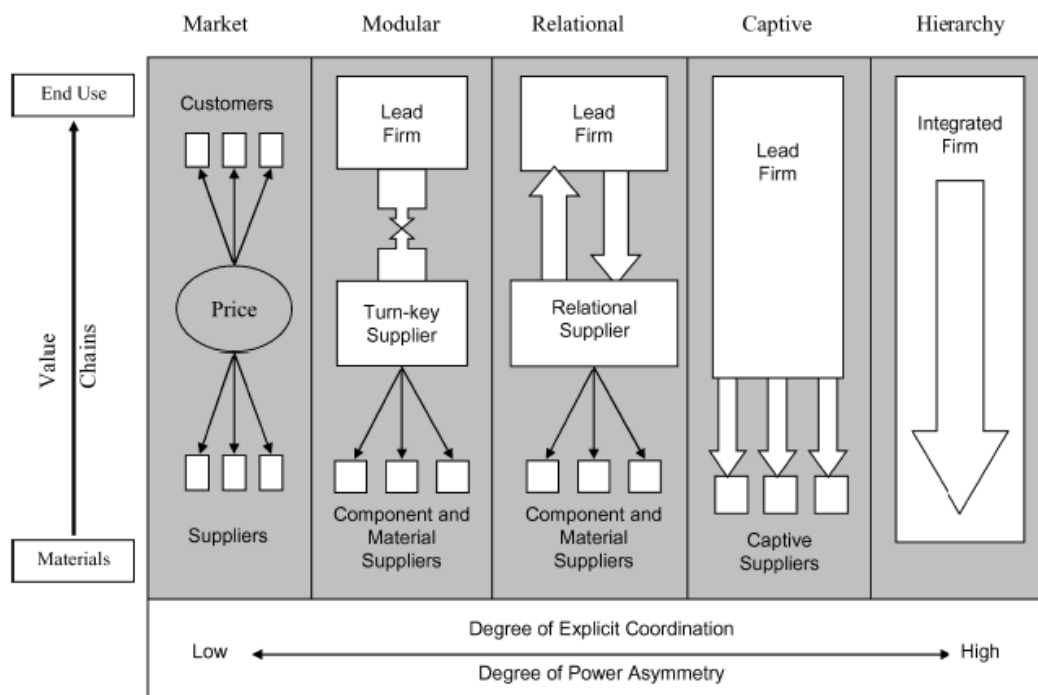 Market
Modular
Relational
Captive
Hierarchy
End Use
Value
Chains
Materials
Customers
Price
Suppliers
Lead
Firm
Turn-key
Supplier
Component and
Material
Suppliers
Lead
Firm
Relational
Supplier
Component and
Material
Suppliers
Lead
Firm
Captive
Suppliers
Integrated
Firm
Degree of Explicit Coordination
Low
High
Degree of Power Asymmetry